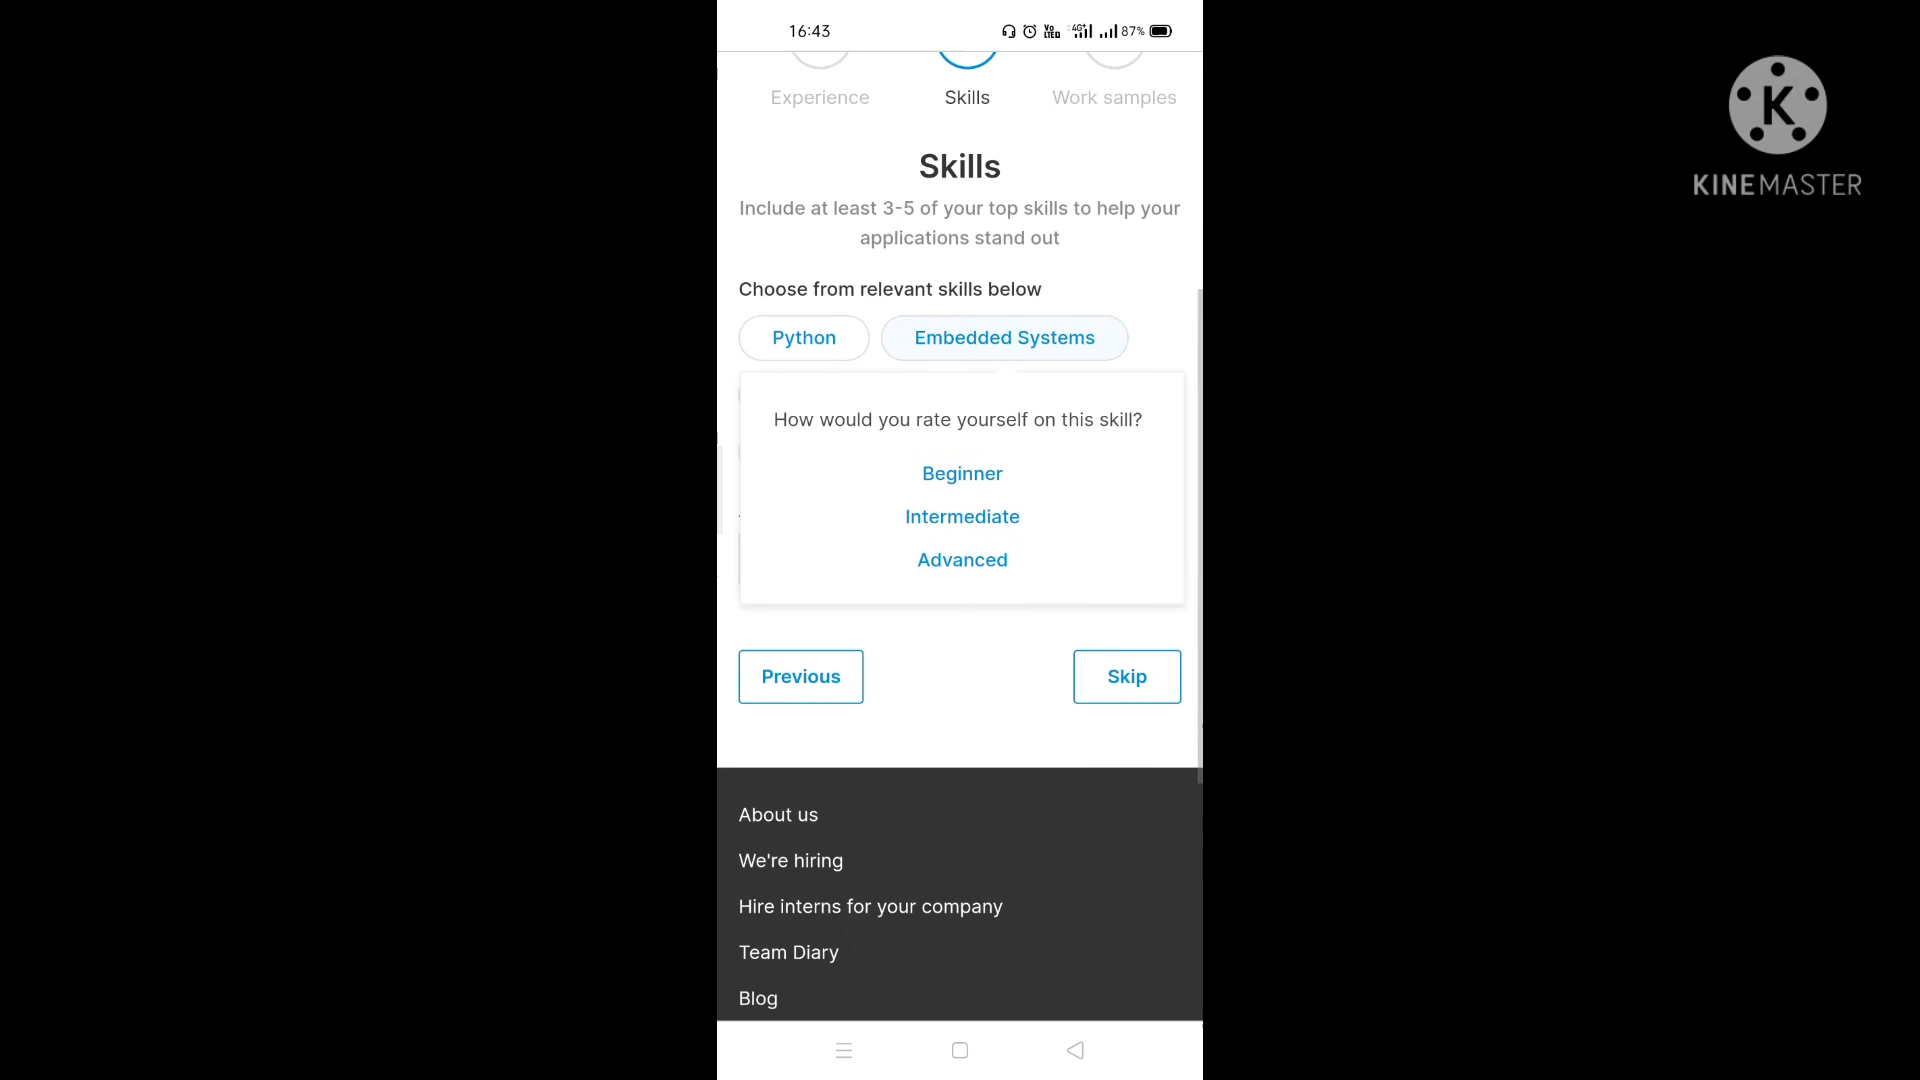 16:43
Vo LTED 4G+ 87%
Experience Skills Work samples
Skills
Include at least 3-5 of your top skills to help your
applications stand out
Choose from relevant skills below
Python Embedded Systems
How would you rate yourself on this skill?
Beginner
Intermediate
Advanced
Previous Skip
About us
We're hiring
Hire interns for your company
Team Diary
Blog
K
KINEMASTER